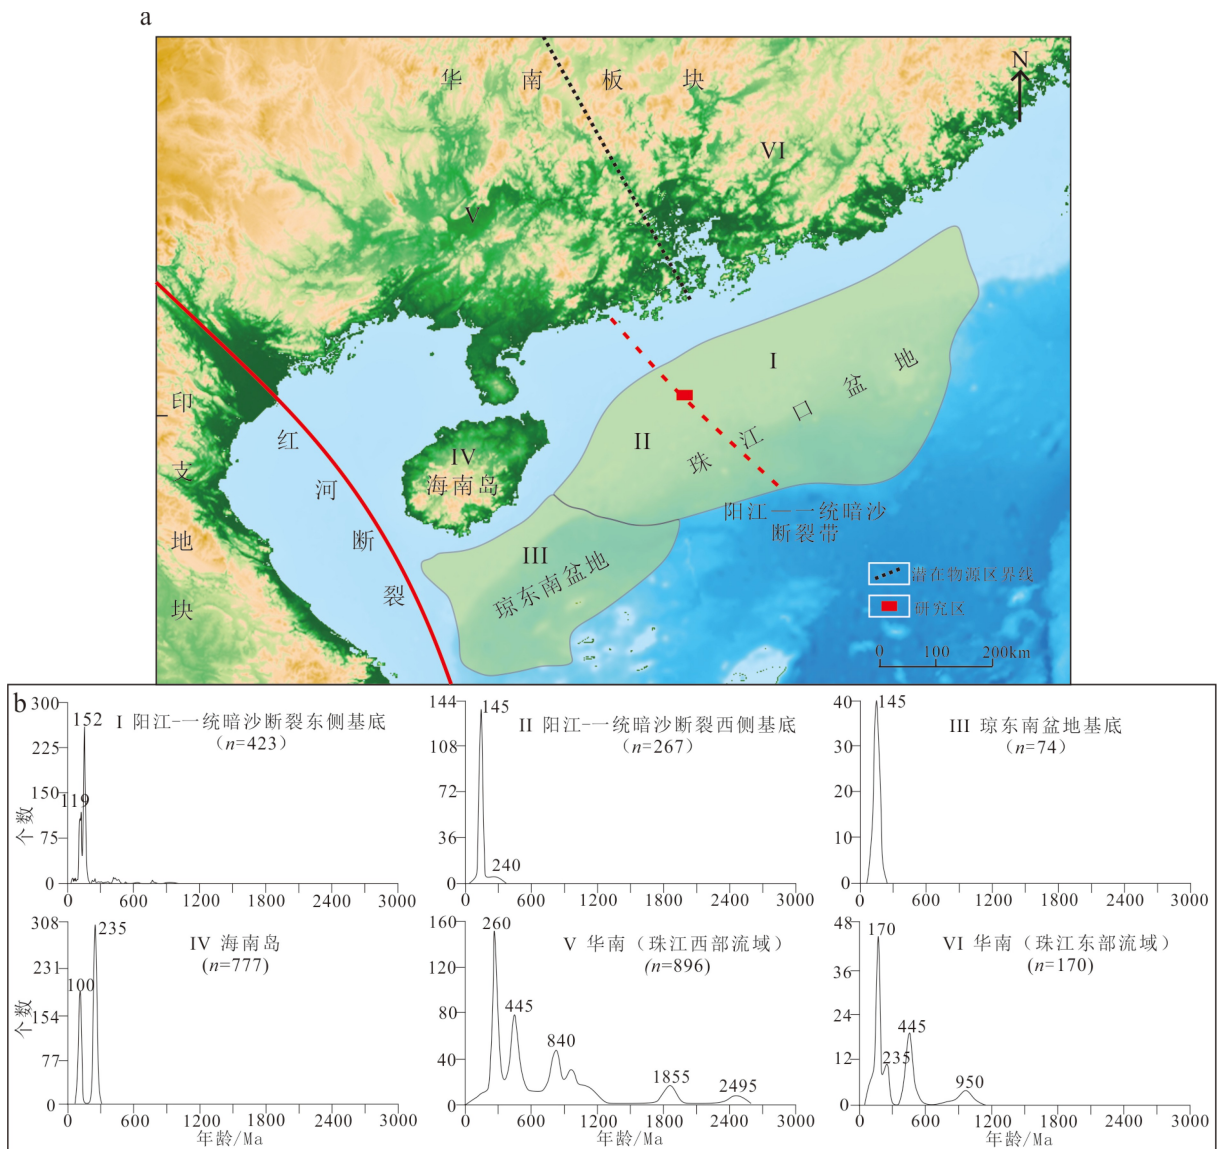 a
华南板块
N
VI
V
I
珠江口盆地
II
印支地块
红河断裂
IV
海南岛
阳江—一统暗沙
断裂带
III
琼东南盆地
潜在物源区界线
研究区
0 100 200km
b
I 阳江-一统暗沙断裂东侧基底
(n=423)
个数
300
225
150
75
0
152
119
0 600 1200 1800 2400 3000
II 阳江-一统暗沙断裂西侧基底
(n=267)
144
108
72
36
0
145
240
0 600 1200 1800 2400 3000
III 琼东南盆地基底
(n=74)
40
30
20
10
0
145
0 600 1200 1800 2400 3000
IV 海南岛
(n=777)
个数
308
231
154
77
0
235
100
0 600 1200 1800 2400 3000
年龄/Ma
V 华南（珠江西部流域）
(n=896)
160
120
80
40
0
260
445
840
1855
2495
0 600 1200 1800 2400 3000
年龄/Ma
VI 华南（珠江东部流域）
(n=170)
48
36
24
12
0
170
235
445
950
0 600 1200 1800 2400 3000
年龄/Ma